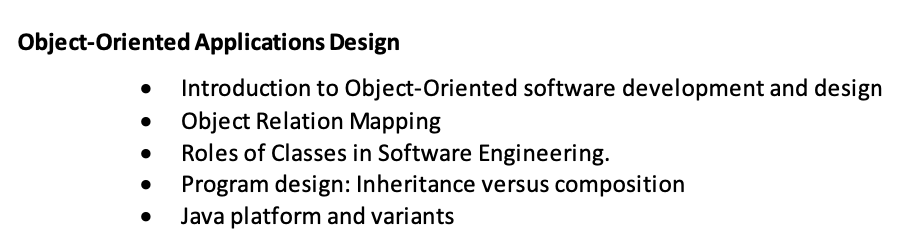 Object-Oriented Applications Design
• Introduction to Object-Oriented software development and design
• Object Relation Mapping
• Roles of Classes in Software Engineering.
• Program design: Inheritance versus composition
• Java platform and variants